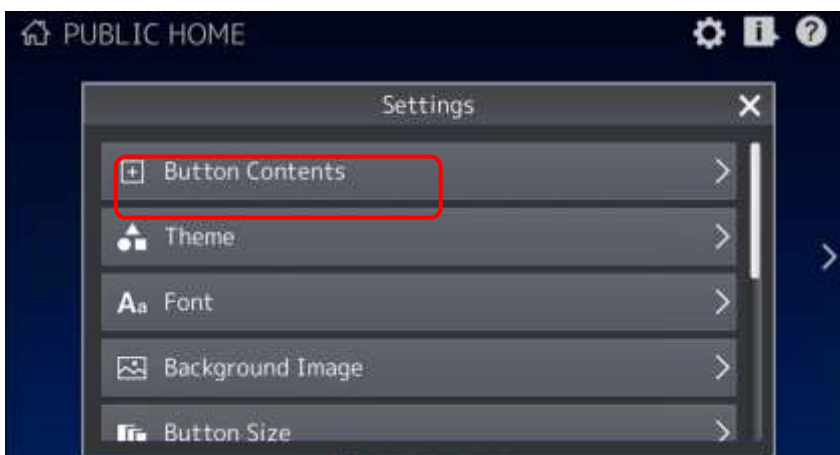 PUBLIC HOME
Settings
Button Contents
Theme
Font
Background Image
Button Size